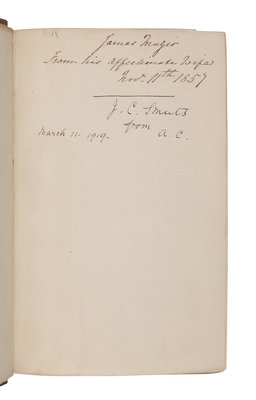 James
From his affectionate Wife
Nov. 11th 1857
J. C. Smuts
from
March 11. 1919. A. C.